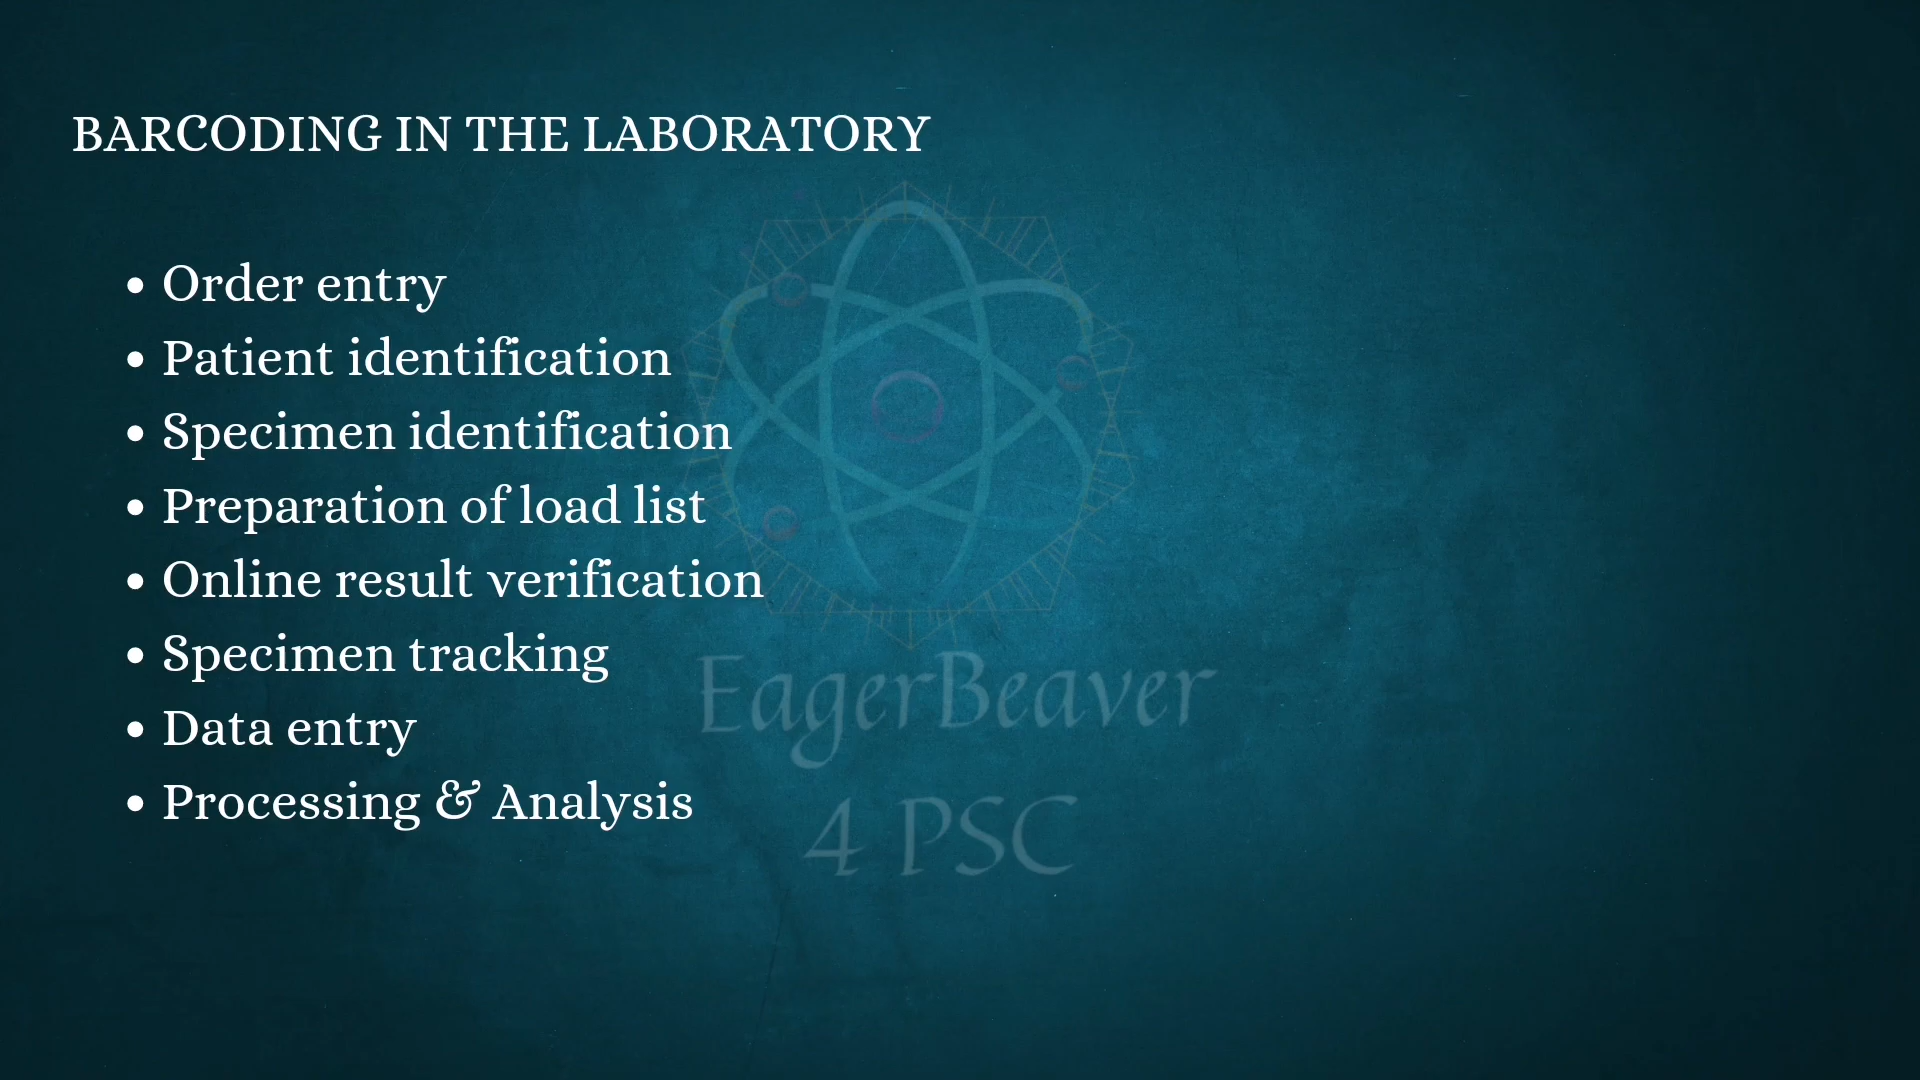 BARCODING IN THE LABORATORY
• Order entry
• Patient identification
• Specimen identification
• Preparation of load list
• Online result verification
• Specimen tracking
• Data entry
• Processing & Analysis
EagerBeaver
4 PSC